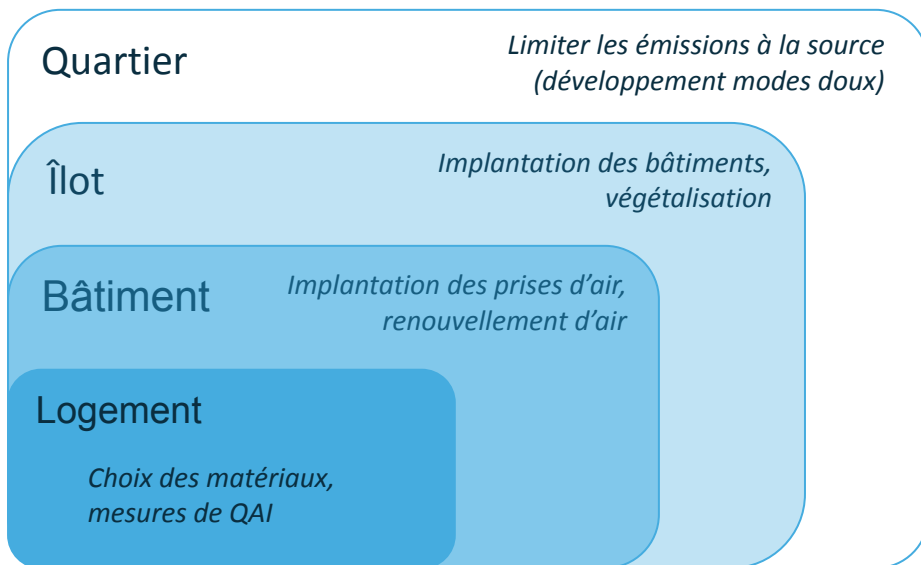 Quartier
Limiter les émissions à la source
(développement modes doux)
Îlot
Implantation des bâtiments,
végétalisation
Bâtiment
Implantation des prises d’air,
renouvellement d’air
Logement
Choix des matériaux,
mesures de QAI